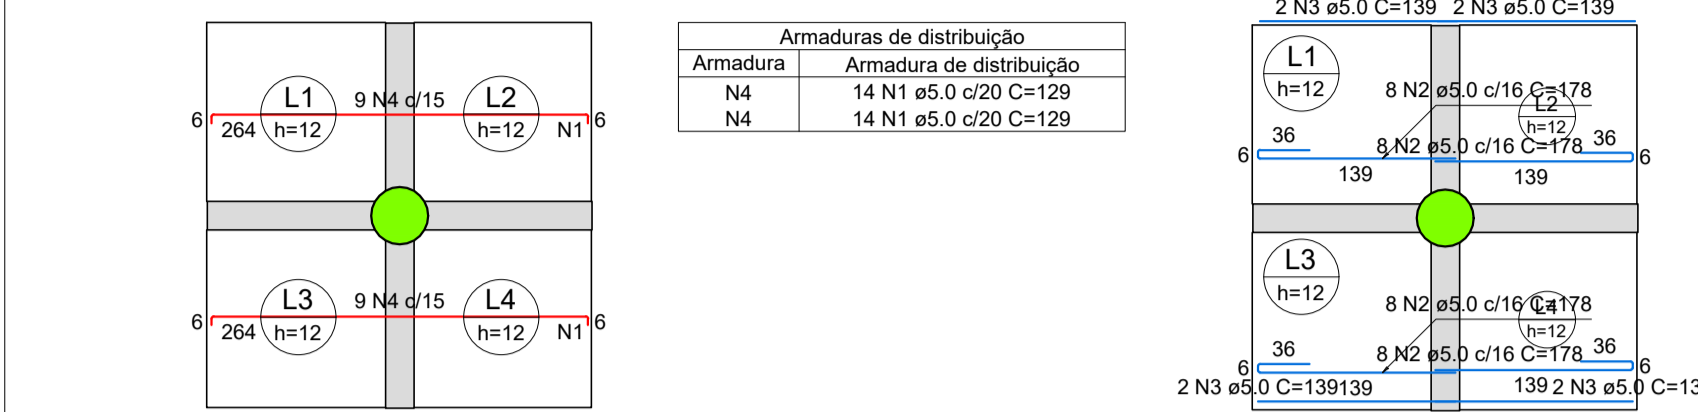 L1
h=12
9 N4 c/15
L2
h=12
6
264
N1
6
L3
h=12
9 N4 c/15
L4
h=12
6
264
N1
6
Armaduras de distribuição
Armadura Armadura de distribuição
N4 14 N1 ø5.0 c/20 C=129
N4 14 N1 ø5.0 c/20 C=129
2 N3 ø5.0 C=139 2 N3 ø5.0 C=139
L1
h=12
8 N2 ø5.0 c/16 C=178
L2
h=12
36
8 N2 ø5.0 c/16 C=178
36
6
6
139
139
L3
h=12
8 N2 ø5.0 c/16 C=178
L4
h=12
36
8 N2 ø5.0 c/16 C=178
36
6
6
2 N3 ø5.0 C=139
139
139
2 N3 ø5.0 C=13